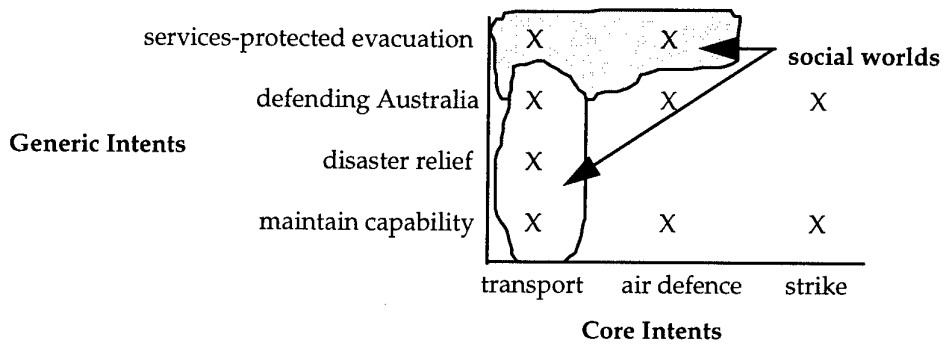 services-protected evacuation X X
social worlds
defending Australia X X X
Generic Intents
disaster relief X
maintain capability X X X
transport air defence strike
Core Intents